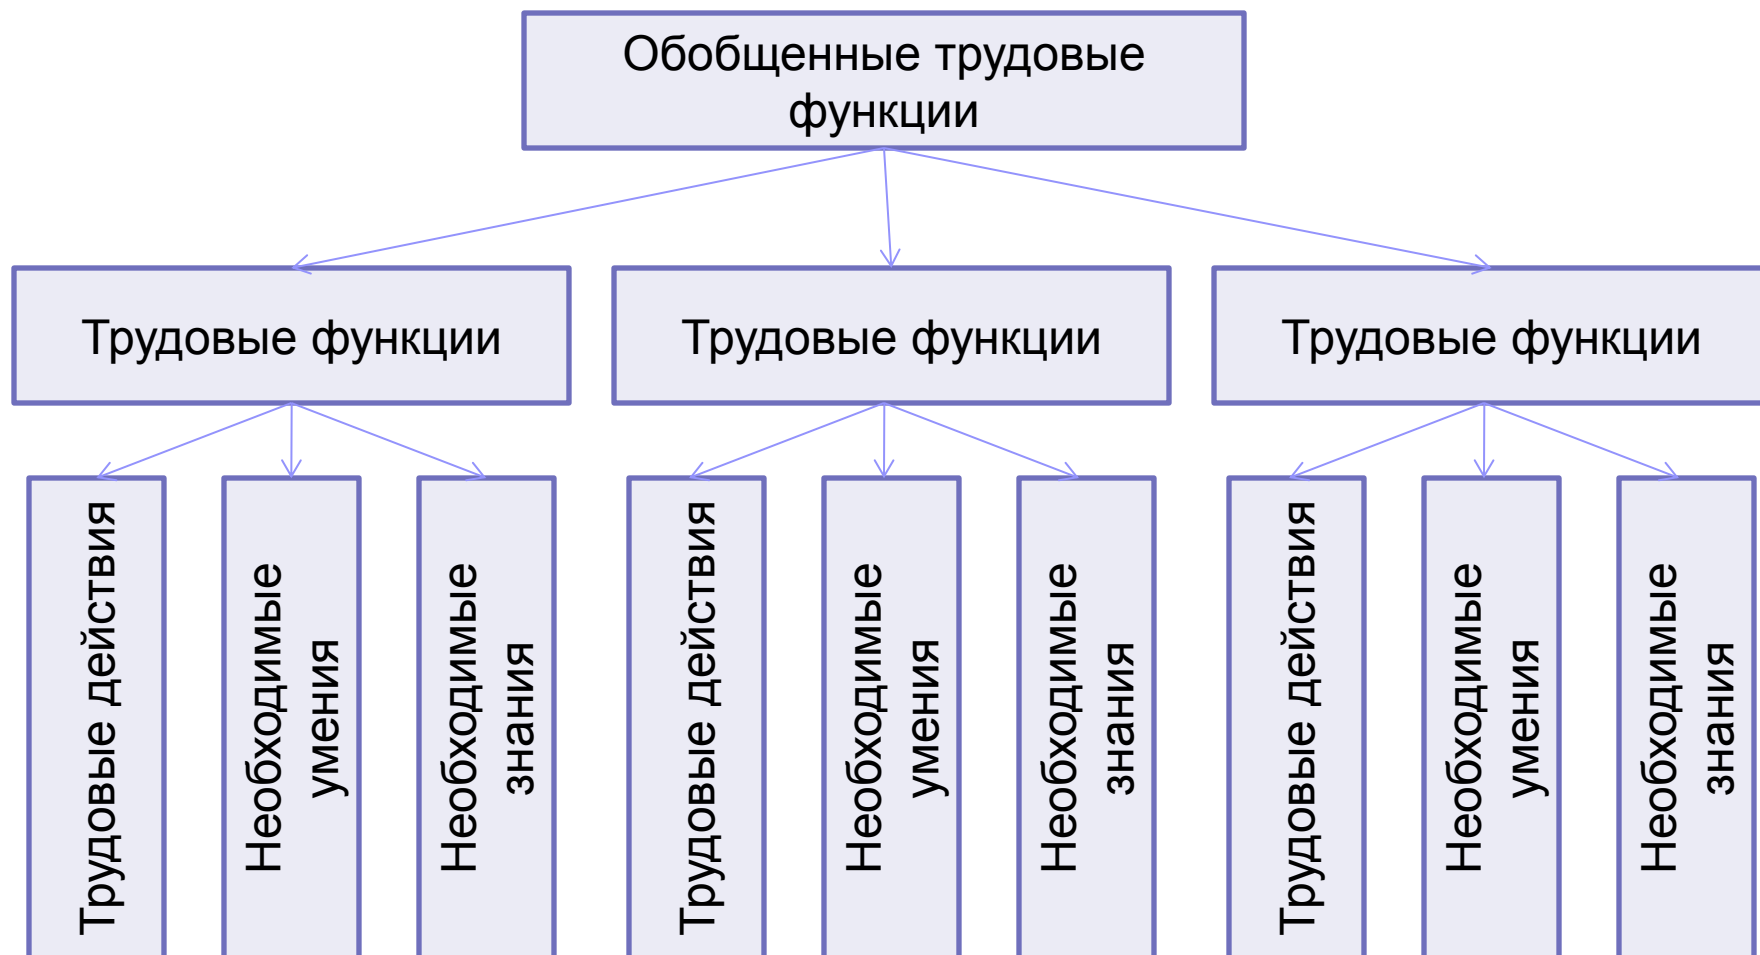 Обобщенные трудовые
функции
Трудовые функции
Трудовые функции
Трудовые функции
Трудовые действия
Необходимые
умения
Необходимые
знания
Трудовые действия
Необходимые
умения
Необходимые
знания
Трудовые действия
Необходимые
умения
Необходимые
знания